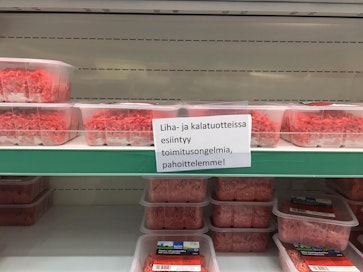 Liha- ja kalatuotteissa
esiintyy
toimitusongelmia,
pahoittelemme!